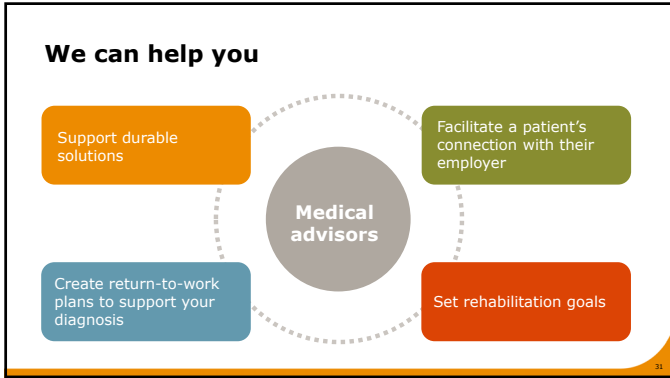 We can help you
Support durable
solutions
Facilitate a patient's
connection with their
employer
Medical
advisors
Create return-to-work
plans to support your
diagnosis
Set rehabilitation goals
31